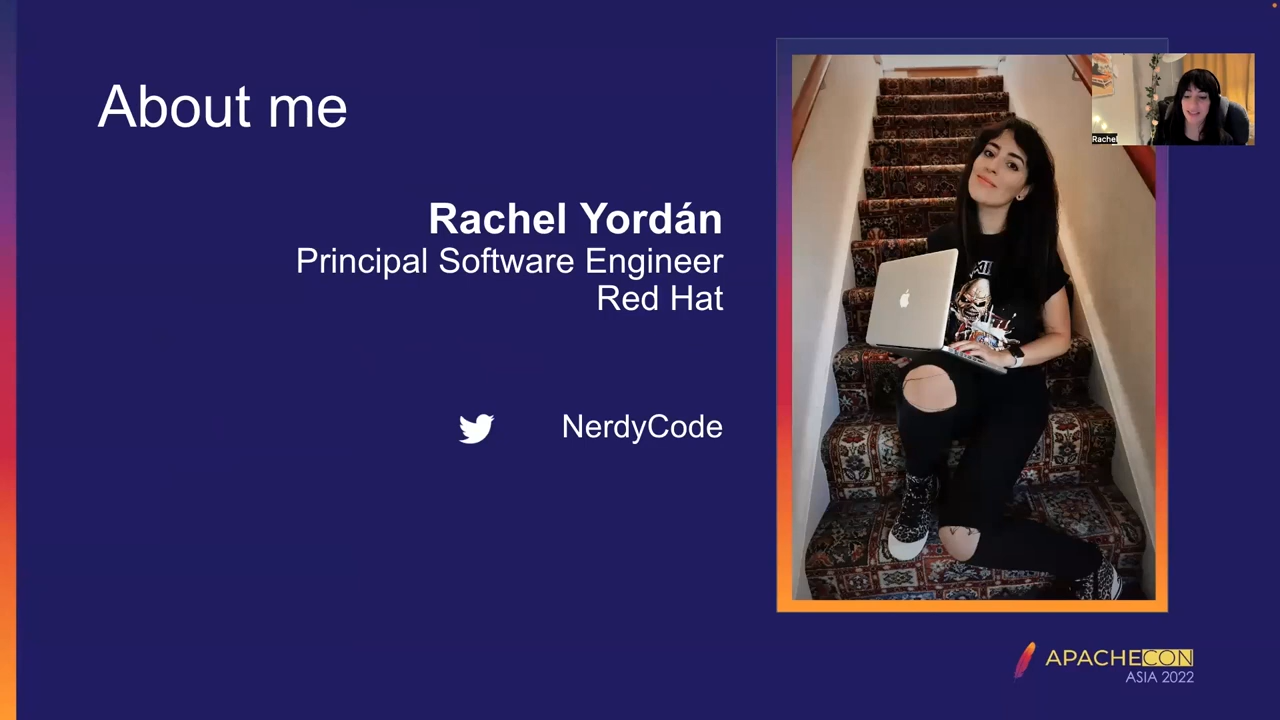 About me
Rachel Yordán
Principal Software Engineer
Red Hat
NerdyCode
Rachel
APACHECON
ASIA 2022